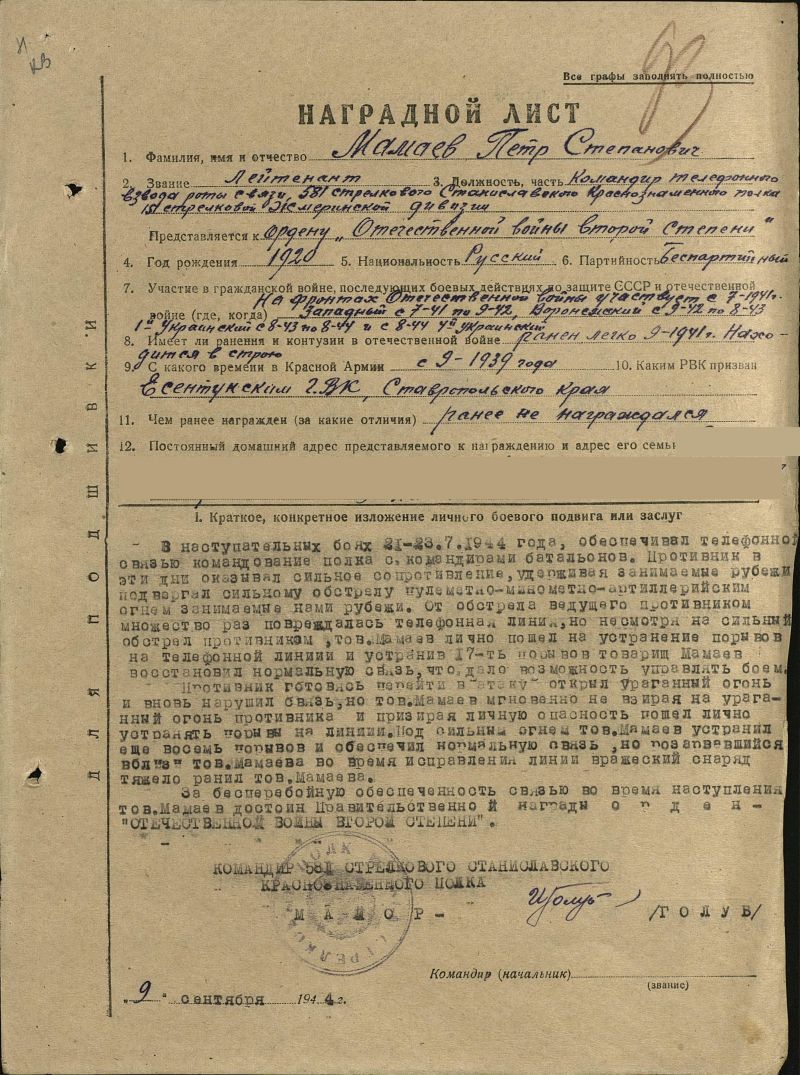 Все графы заполнять полностью
НАГРАДНОЙ ЛИСТ
1. Фамилия, имя и отчество Мамаев Петр Степанович
2. Звание Лейтенант 3. Должность, часть Командир телефонного
взвода роты связи, 581 стрелкового Станиславского Краснознаменного полка
151 стрелковой Жмеринской дивизии
Представляется к ордену „Отечественной войны второй степени"
4. Год рождения 1920 5. Национальность Русский 6. Партийность Беспартийный
7. Участие в гражданской войне, последующих боевых действиях по защите СССР и отечественной
На фронтах Отечественной войны участвует с 7-1941г.
войне (где, когда) Западный с 7-41 по 9-42, Воронежский с 9-42 по 8-43
1й Украинский с 8-43 по 8-44 и с 8-44 4й Украинский
8. Имеет ли ранения и контузии в отечественной войне ранен легко 9-1941г. Нахо-
дится в строю
9. С какого времени в Красной Армии с 9-1939 года 10. Каким РВК призван
Есентукским ГВК, Ставропольского края
11. Чем ранее награжден (за какие отличия) ранее не награждался
12. Постоянный домашний адрес представляемого к награждению и адрес его семьи
I. Краткое, конкретное изложение личного боевого подвига или заслуг
- В наступательных боях 21-23.7.1944 года, обеспечивал телефонной
связью командование полка с командирами батальонов. Противник в
эти дни оказывал сильное сопротивление, удерживая занимаемые рубежи
подвергал сильному обстрелу пулеметно-минометно-артиллерийским
огнем занимаемые нами рубежи. От обстрела ведущего противником
множество раз повреждалась телефонная линия, но несмотря на сильный
обстрел противником ,тов.Мамаев лично пошел на устранение порывов
на телефонной линиии и устранив 17-ть порывов товарищ Мамаев
восстановил нормальную связь, что дало возможность управлять боем.
Противник готовясь перейти в "атаку" открыл ураганный огонь
и вновь нарушил связь, но тов.Мамаев мгновенно не взирая на урага-
нный огонь противника и призирая личную опасность пошел лично
устранять порывы на линиии. Под сильным огнем тов.Мамаев устранил
еще восемь порывов и обеспечил нормальную связь ,но розарвавшийся
вблизи тов.Мамаева во время исправления линии вражеский снаряд
тяжело ранил тов.Мамаева.
За бесперебойную обеспеченность связью во время наступления
тов.Мамаев достоин Правительственной награды о р д е н -
"ОТЕЧЕСТВЕННОЙ ВОЙНЫ ВТОРОЙ СТЕПЕНИ".
КОМАНДИР 581 СТРЕЛКОВОГО СТАНИСЛАВСКОГО
КРАСНОЗНАМЕННОГО ПОЛКА
М А Й О Р - /ГОЛУБ/
Командир (начальник)
(звание)
„9" сентября 1944 г.
ДЛЯ ПОДШИВКИ